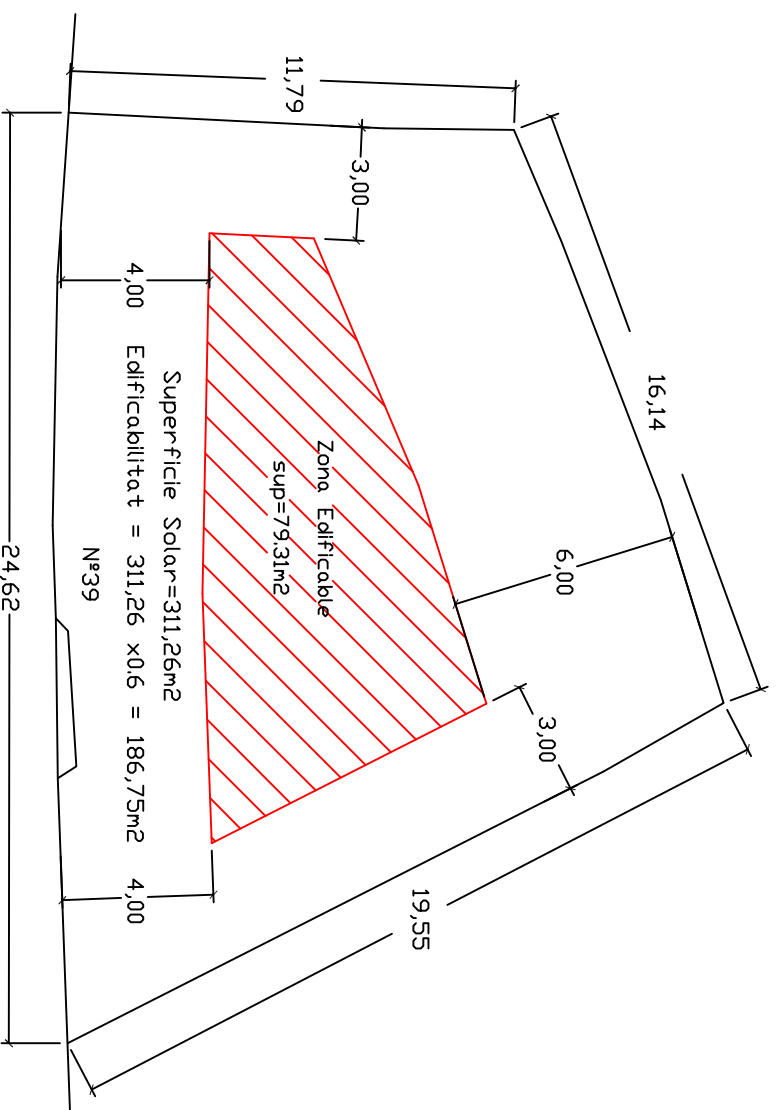 11,79
3,00
16,14
4,00
Superficie Solar=311,26m2
Edificabilitat = 311,26 x0.6 = 186,75m2
Zona Edificable
sup=79.31m2
6,00
3,00
Nº39
24,62
4,00
19,55